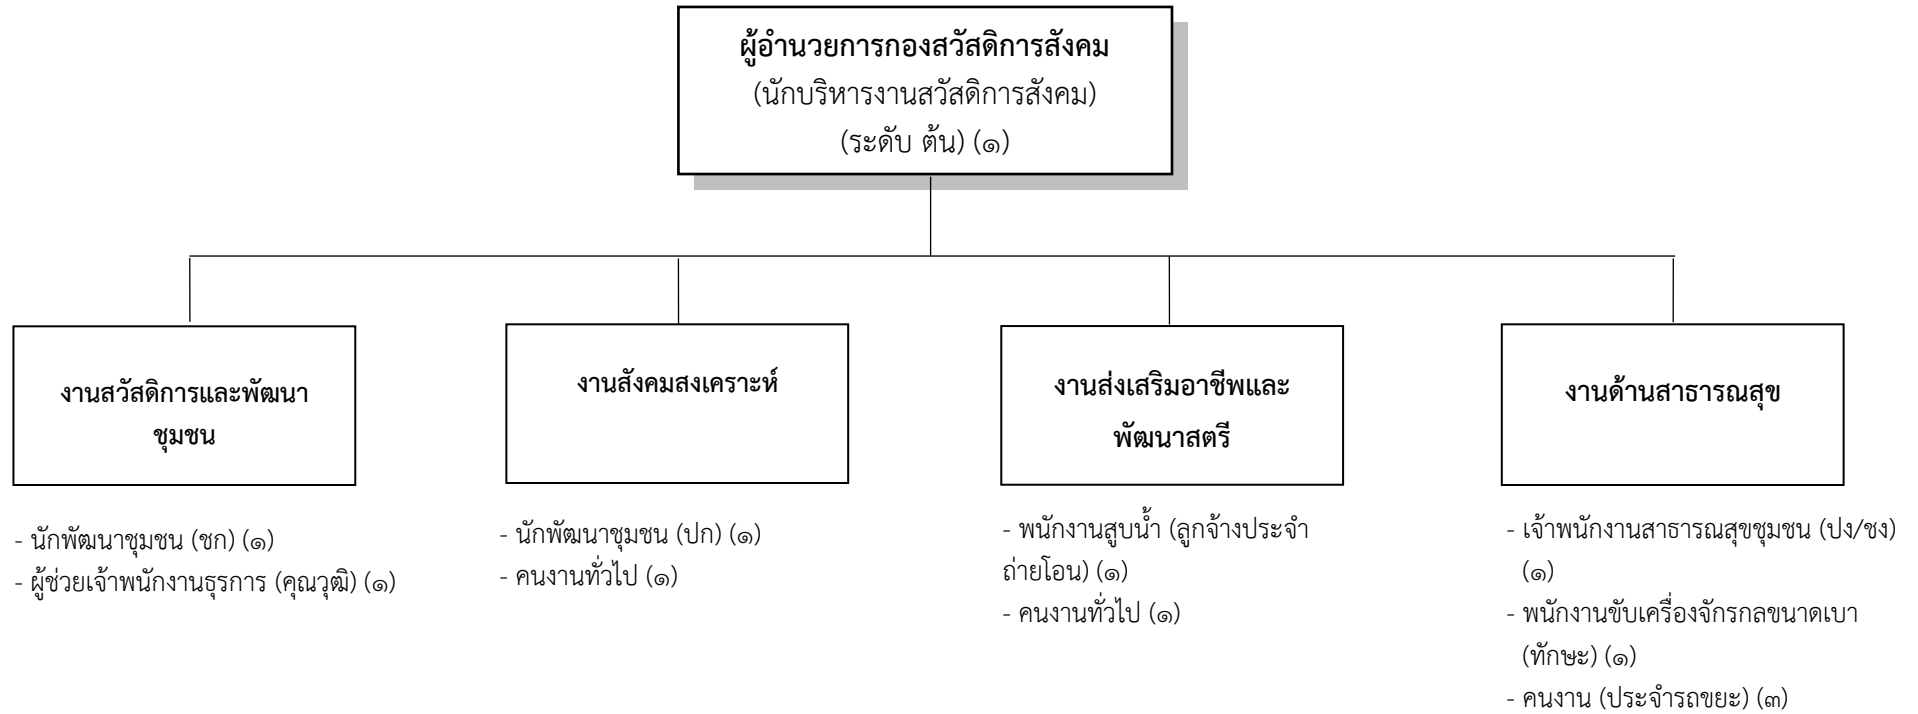 ผู้อำนวยการกองสวัสดิการสังคม
(นักบริหารงานสวัสดิการสังคม)
(ระดับ ต้น) (๑)
งานสวัสดิการและพัฒนา
ชุมชน
- นักพัฒนาชุมชน (ชก) (๑)
- ผู้ช่วยเจ้าพนักงานธุรการ (คุณวุฒิ) (๑)
งานสังคมสงเคราะห์
- นักพัฒนาชุมชน (ปก) (๑)
- คนงานทั่วไป (๑)
งานส่งเสริมอาชีพและ
พัฒนาสตรี
- พนักงานสูบน้ำ (ลูกจ้างประจำ
ถ่ายโอน) (๑)
- คนงานทั่วไป (๑)
งานด้านสาธารณสุข
- เจ้าพนักงานสาธารณสุขชุมชน (ปง/ชง)
(๑)
- พนักงานขับเครื่องจักรกลขนาดเบา
(ทักษะ) (๑)
- คนงาน (ประจำรถขยะ) (๓)